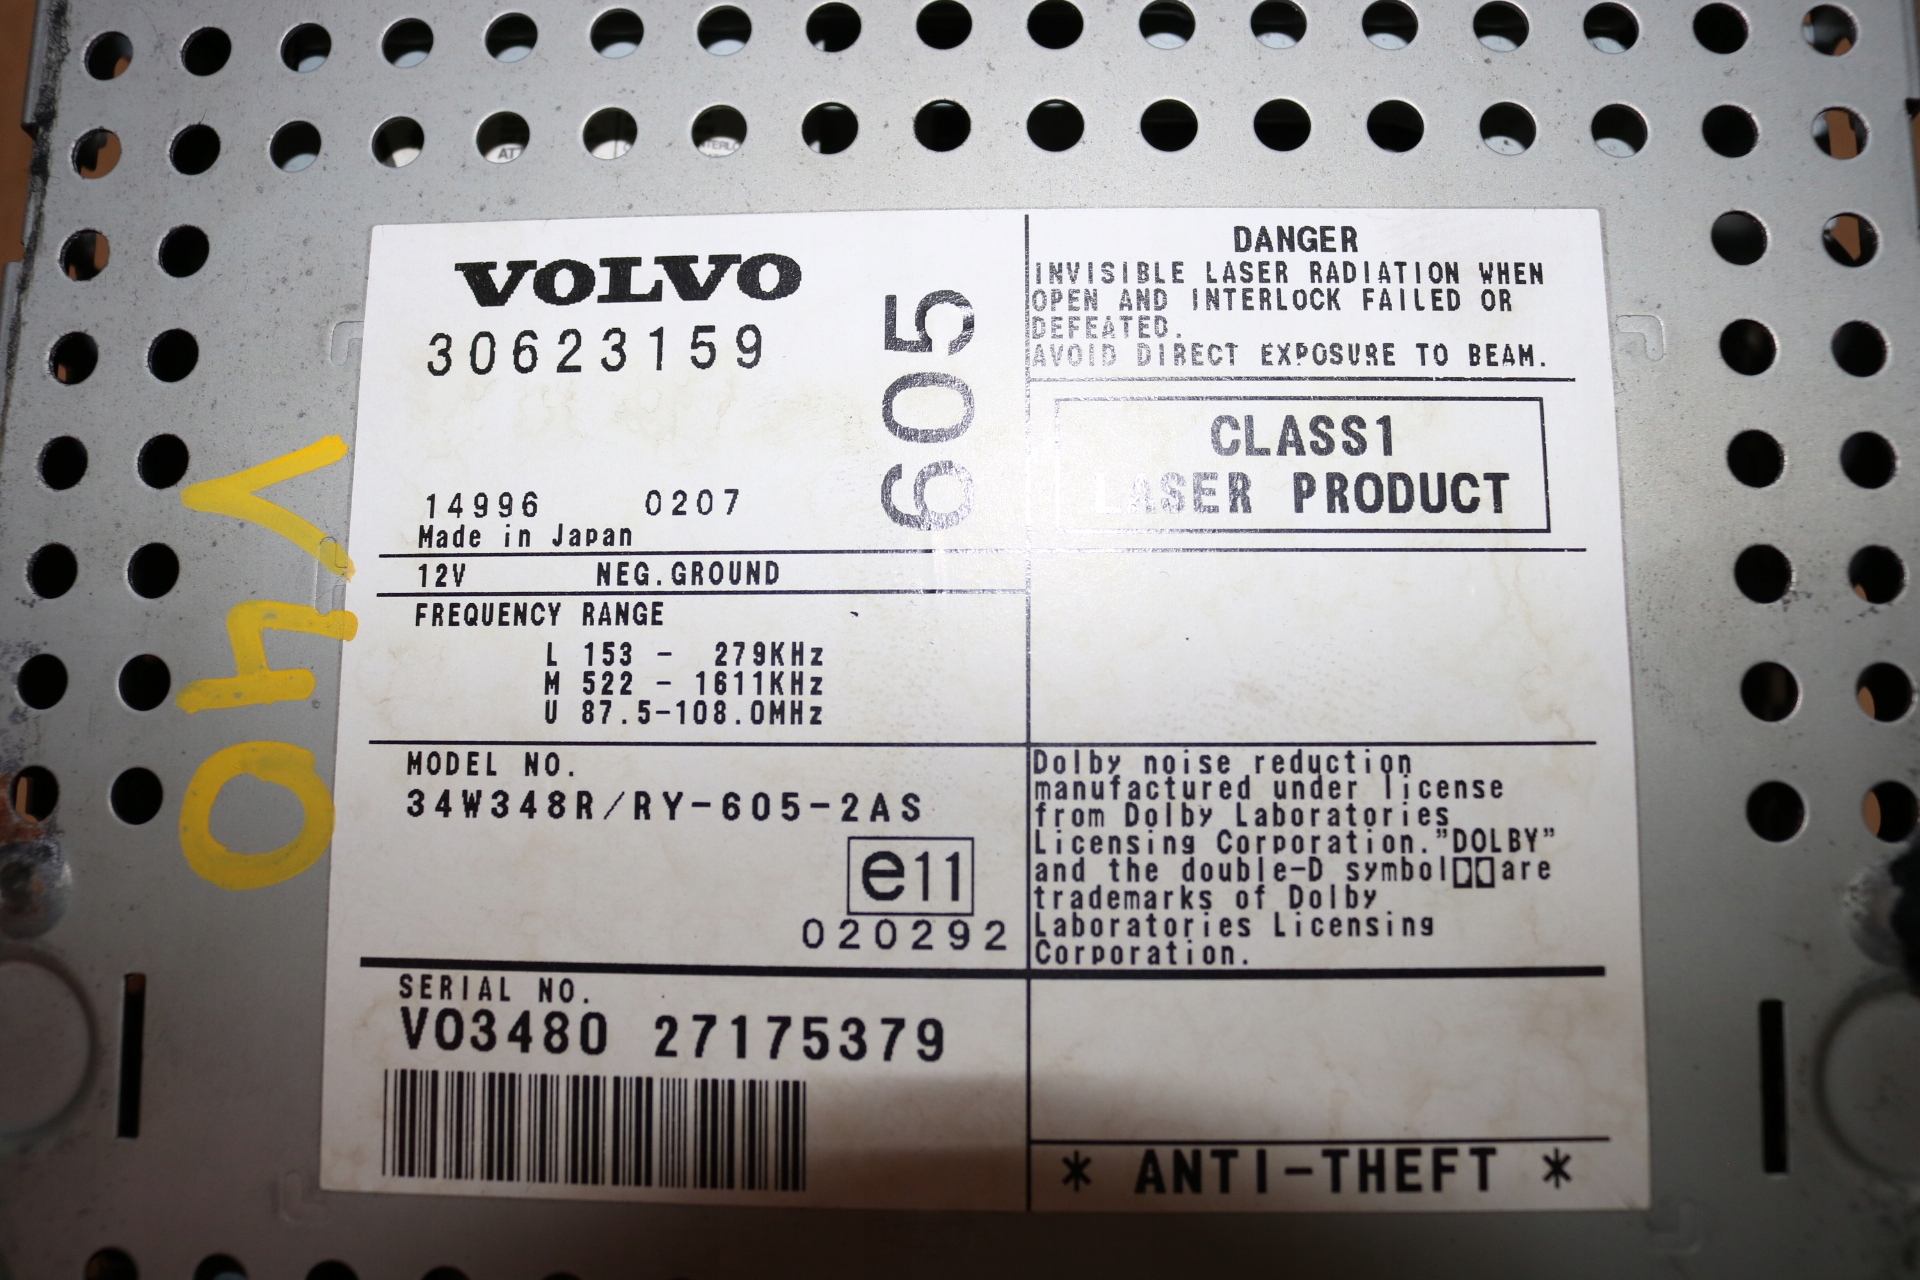 VOLVO
30623159
605
14996 0207
Made in Japan
12V NEG.GROUND
FREQUENCY RANGE
L 153 - 279KHz
M 522 - 1611KHz
U 87.5-108.0MHz
MODEL NO.
34W348R/RY-605-2AS
e11
020292
SERIAL NO.
V03480 27175379
DANGER
INVISIBLE LASER RADIATION WHEN
OPEN AND INTERLOCK FAILED OR
DEFEATED.
AVOID DIRECT EXPOSURE TO BEAM.
CLASS1
LASER PRODUCT
Dolby noise reduction
manufactured under license
from Dolby Laboratories
Licensing Corporation."DOLBY"
and the double-D symbol are
trademarks of Dolby
Laboratories Licensing
Corporation.
* ANTI-THEFT *
V40